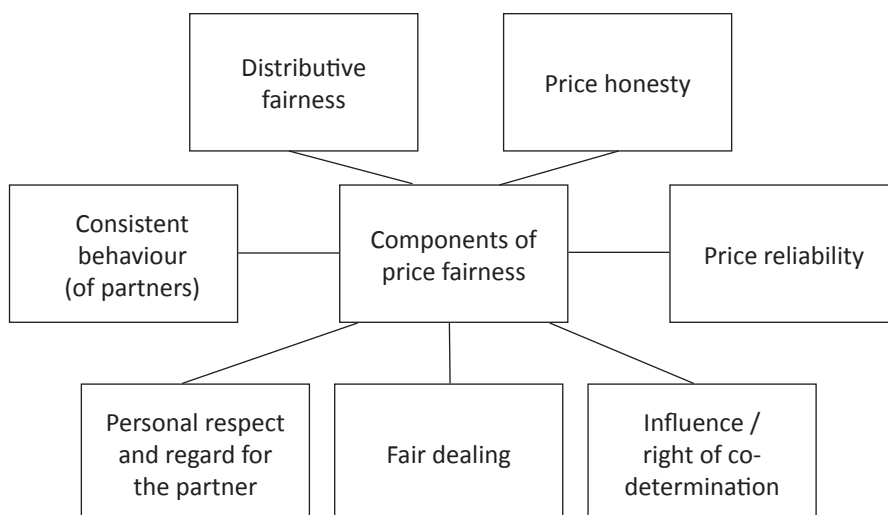 Distributive
fairness
Price honesty
Consistent
behaviour
(of partners)
Components of
price fairness
Price reliability
Personal respect
and regard for
the partner
Fair dealing
Influence /
right of co-
determination